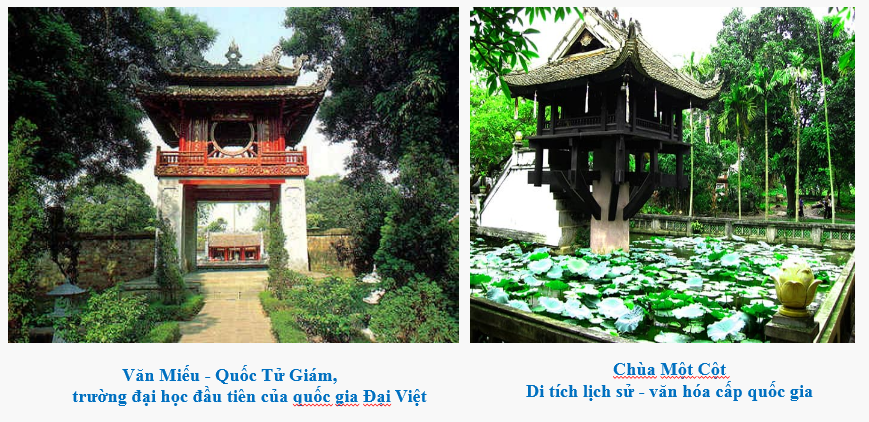 Văn Miếu - Quốc Tử Giám,
trường đại học đầu tiên của quốc gia Đại Việt
Chùa Một Cột
Di tích lịch sử - văn hóa cấp quốc gia